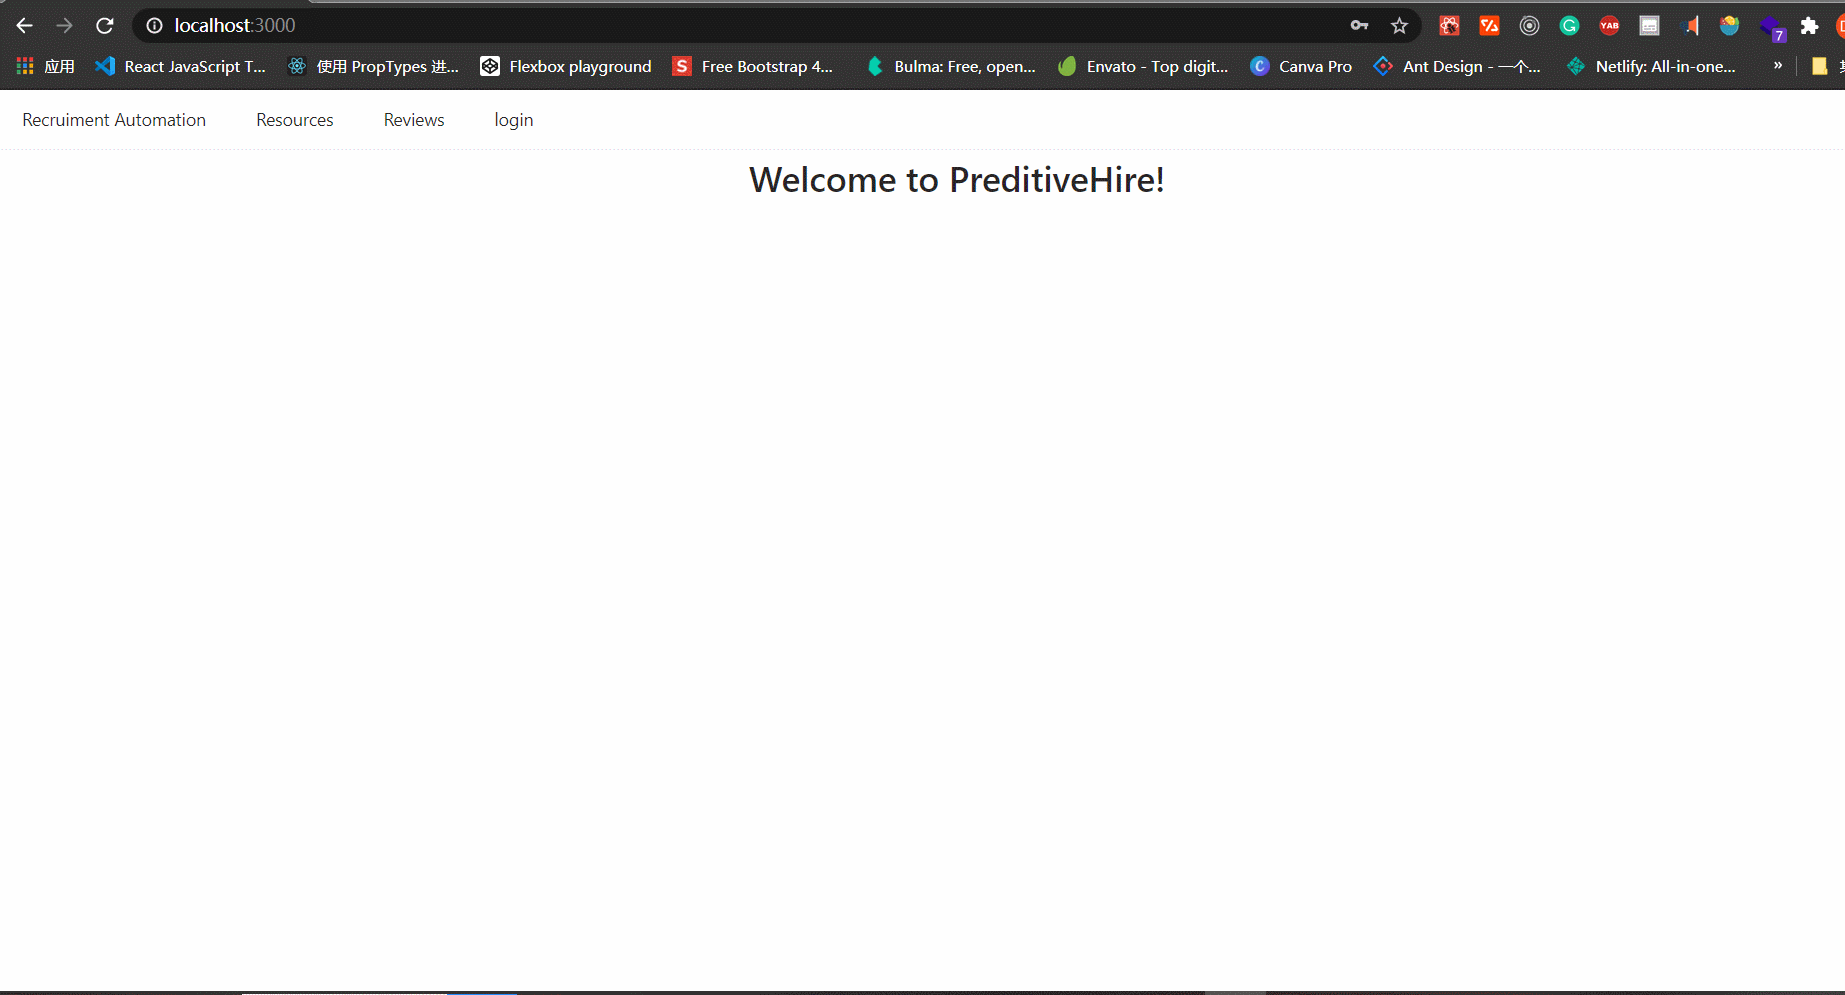 localhost:3000
YAB
7
应用 React JavaScript T... 使用 PropTypes 进... Flexbox playground S Free Bootstrap 4... Bulma: Free, open... Envato - Top digit... C Canva Pro Ant Design - 一个... Netlify: All-in-one... »
Recruiment Automation Resources Reviews login
Welcome to PreditiveHire!